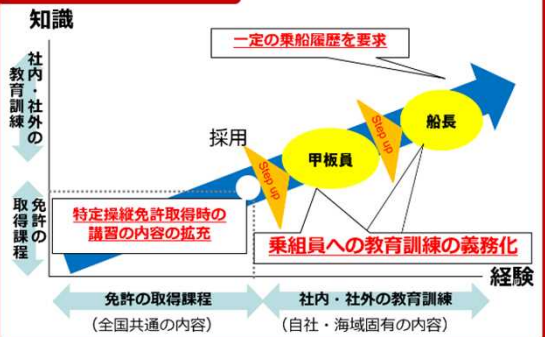 知識
一定の乗船履歴を要求
社内・社外の
教育訓練
船長
Step up
採用
甲板員
Step up
免許の
取得課程
特定操縦免許取得時の
講習の内容の拡充
乗組員への教育訓練の義務化
経験
免許の取得課程
社内・社外の教育訓練
（全国共通の内容）
（自社・海域固有の内容）